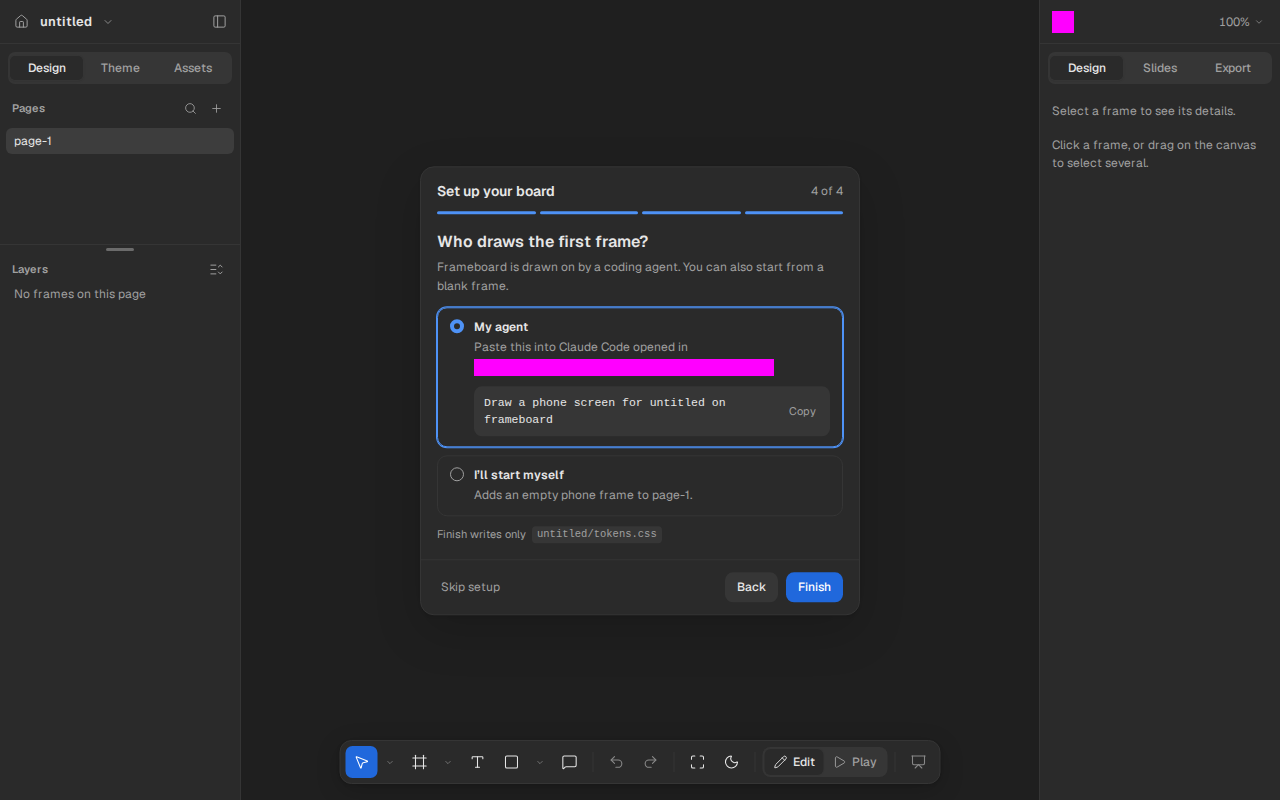 untitled
Design Theme Assets
Pages
page-1
Layers
No frames on this page
Set up your board
4 of 4
Who draws the first frame?
Frameboard is drawn on by a coding agent. You can also start from a
blank frame.
My agent
Paste this into Claude Code opened in
Draw a phone screen for untitled on
frameboard
Copy
I'll start myself
Adds an empty phone frame to page-1.
Finish writes only untitled/tokens.css
Skip setup
Back
Finish
Edit
Play
100%
Design Slides Export
Select a frame to see its details.
Click a frame, or drag on the canvas
to select several.